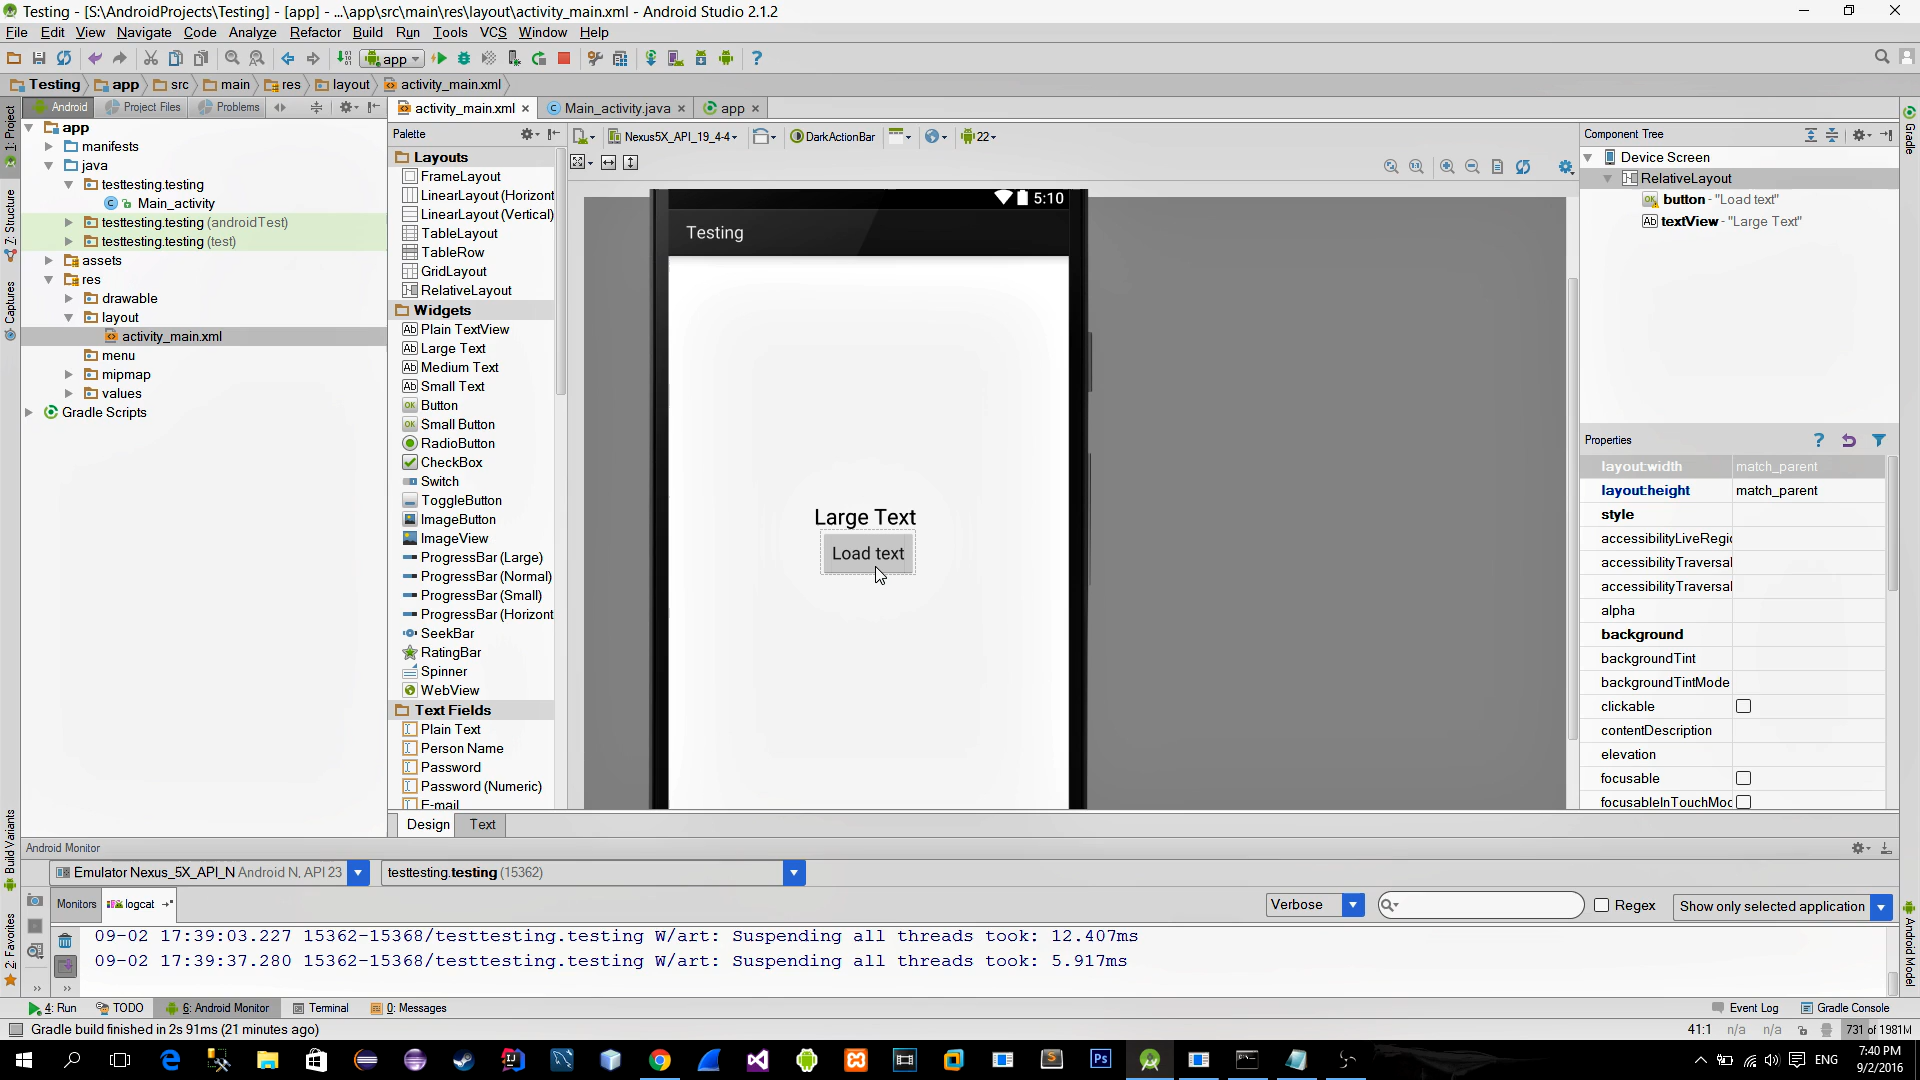 Testing - [S:\AndroidProjects\Testing] - [app] - ...\app\src\main\res\layout\activity_main.xml - Android Studio 2.1.2
File Edit View Navigate Code Analyze Refactor Build Run Tools VCS Window Help
app
Testing app src main res layout activity_main.xml
1: Project
Z: Structure
Captures
Build Variants
2: Favorites
Android Project Files Problems
app
manifests
java
testtesting.testing
Main_activity
testtesting.testing (androidTest)
testtesting.testing (test)
assets
res
drawable
layout
activity_main.xml
menu
mipmap
values
Gradle Scripts
activity_main.xml Main_activity.java app
Palette
Layouts
FrameLayout
LinearLayout (Horizont
LinearLayout (Vertical)
TableLayout
TableRow
GridLayout
RelativeLayout
Widgets
Plain TextView
Large Text
Medium Text
Small Text
Button
Small Button
RadioButton
CheckBox
Switch
ToggleButton
ImageButton
ImageView
ProgressBar (Large)
ProgressBar (Normal)
ProgressBar (Small)
ProgressBar (Horizont
SeekBar
RatingBar
Spinner
WebView
Text Fields
Plain Text
Person Name
Password
Password (Numeric)
E-mail
Nexus5X_API_19_4-4 DarkActionBar 22
5:10
Testing
Large Text
Load text
Design Text
Component Tree
Device Screen
RelativeLayout
button - "Load text"
textView - "Large Text"
Properties ?
layout:width match_parent
layout:height match_parent
style
accessibilityLiveRegic
accessibilityTraversal
accessibilityTraversal
alpha
background
backgroundTint
backgroundTintMode
clickable
contentDescription
elevation
focusable
focusableInTouchMoc
Gradle
Android Model
Android Monitor
Emulator Nexus_5X_API_N Android N, API 23 testtesting.testing (15362)
Monitors logcat Verbose Regex Show only selected application
09-02 17:39:03.227 15362-15368/testtesting.testing W/art: Suspending all threads took: 12.407ms
09-02 17:39:37.280 15362-15368/testtesting.testing W/art: Suspending all threads took: 5.917ms
4: Run TODO 6: Android Monitor Terminal 0: Messages Event Log Gradle Console
Gradle build finished in 2s 91ms (21 minutes ago) 41:1 n/a n/a 731 of 1981M
Ps ENG 7:40 PM
9/2/2016